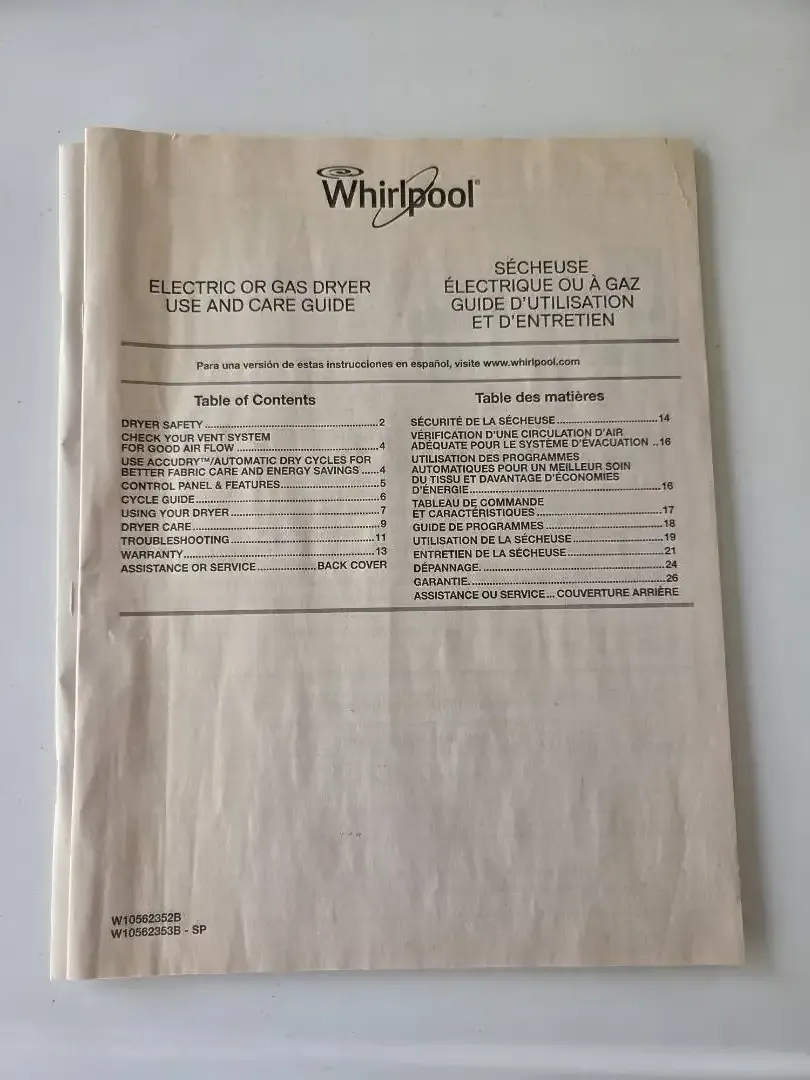 Whirlpool®
ELECTRIC OR GAS DRYER
USE AND CARE GUIDE
SÉCHEUSE
ÉLECTRIQUE OU À GAZ
GUIDE D'UTILISATION
ET D'ENTRETIEN
Para una versión de estas instrucciones en español, visite www.whirlpool.com
Table of Contents
DRYER SAFETY ........ 2
CHECK YOUR VENT SYSTEM
FOR GOOD AIR FLOW ........ 4
USE ACCUDRY™/AUTOMATIC DRY CYCLES FOR
BETTER FABRIC CARE AND ENERGY SAVINGS ..... 4
CONTROL PANEL & FEATURES ........ 5
CYCLE GUIDE ........ 6
USING YOUR DRYER ........ 7
DRYER CARE ........ 9
TROUBLESHOOTING ........ 11
WARRANTY ........ 13
ASSISTANCE OR SERVICE ........ BACK COVER
Table des matières
SÉCURITÉ DE LA SÉCHEUSE ........ 14
VÉRIFICATION D'UNE CIRCULATION D'AIR
ADÉQUATE POUR LE SYSTÈME D'ÉVACUATION ..16
UTILISATION DES PROGRAMMES
AUTOMATIQUES POUR UN MEILLEUR SOIN
DU TISSU ET DAVANTAGE D'ÉCONOMIES
D'ÉNERGIE ........ 16
TABLEAU DE COMMANDE
ET CARACTÉRISTIQUES ........ 17
GUIDE DE PROGRAMMES ........ 18
UTILISATION DE LA SÉCHEUSE ........ 19
ENTRETIEN DE LA SÉCHEUSE ........ 21
DÉPANNAGE ........ 24
GARANTIE ........ 26
ASSISTANCE OU SERVICE ... COUVERTURE ARRIÈRE
W10562352B
W10562353B - SP